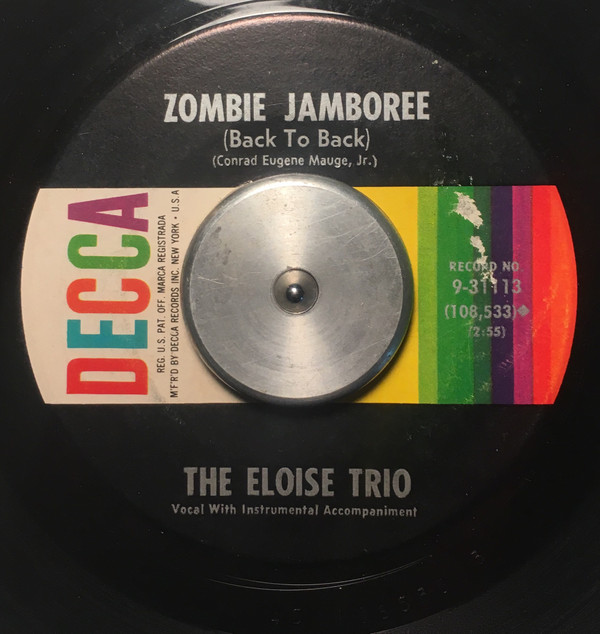 ZOMBIE JAMBOREE
(Back To Back)
(Conrad Eugene Mauge, Jr.)
DECCA
REG. U.S. PAT. OFF. MARCA REGISTRADA
M'F'R'D BY DECCA RECORDS INC. NEW YORK • U.S.A
RECORD NO.
9-31113
(108,533)◆
(2:55)
THE ELOISE TRIO
Vocal With Instrumental Accompaniment